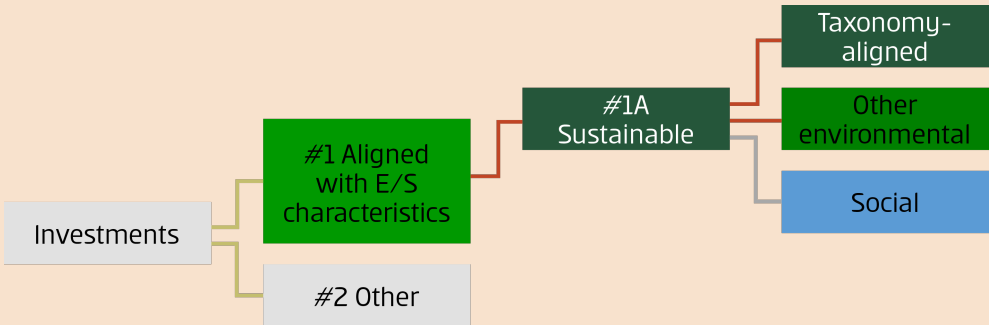 Taxonomy-
aligned
#1A
Sustainable
Other
environmental
#1 Aligned
with E/S
characteristics
Social
Investments
#2 Other